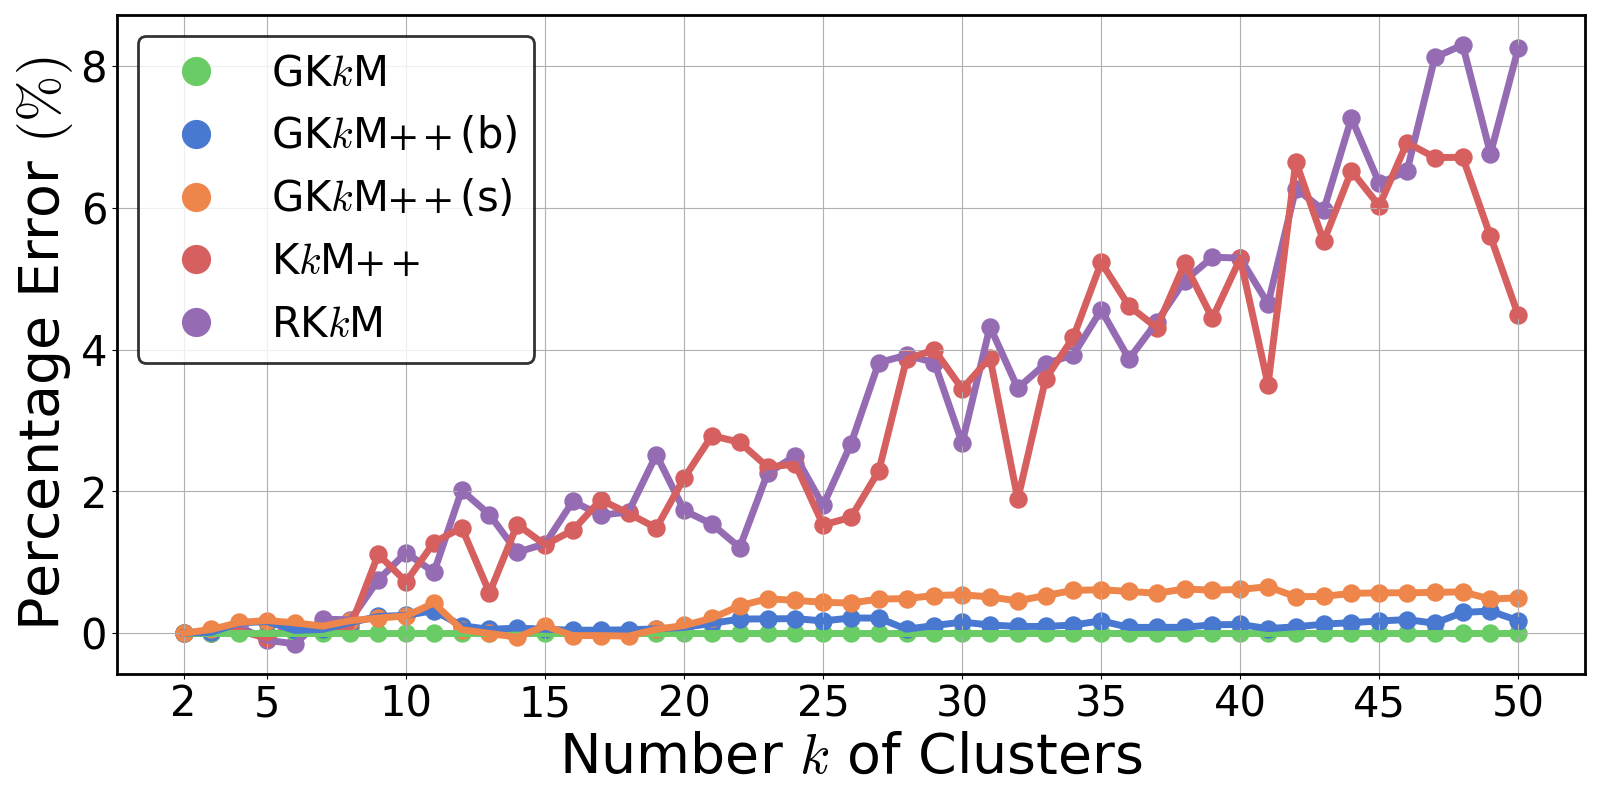 Percentage Error (%)
8
6
4
2
0
GKkM
GKkM++(b)
GKkM++(s)
KkM++
RKkM
2 5 10 15 20 25 30 35 40 45 50
Number k of Clusters